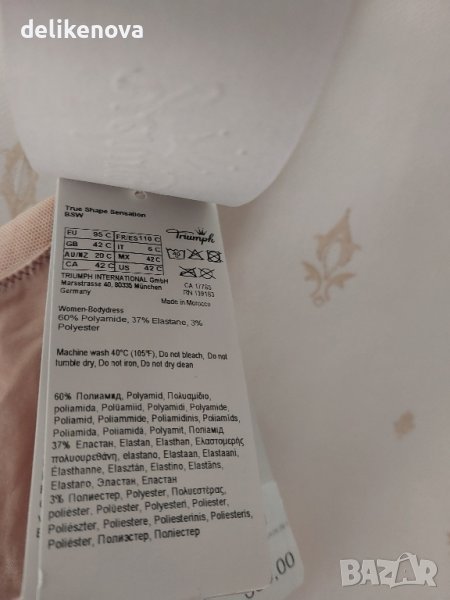 delikenova
True Shape Sensation
BSW
EU 95 C FR/ES 110 C
GB 42 C IT 6 C
AU/NZ 20 C MX 42 C
CA 42 C US 42 C
Triumph
TRIUMPH INTERNATIONAL GMBH
Marsstrasse 40, 80335 München
Germany
Made in Morocco
Women-Bodydress
60% Polyamide, 37% Elastane, 3%
Polyester
Machine wash 40°C (105°F), Do not bleach, Do not
tumble dry, Do not iron, Do not dry clean
60% Полиамид, Polyamid, Πολυαμίδιο,
poliamida, Polüamiid, Polyamidi, Polyamide,
Poliamid, Poliammide, Poliamidinis, Poliamīds,
Poliamid, Poliamida, Polyamit, Поліамід
37% Еластан, Elastan, Elasthan, Ελαστομερής
πολυουρεθάνη, elastano, Elastaan, Elastaani,
Élasthanne, Elasztán, Elastino, Elastāns,
Elastano, Эластан, Еластан
3% Полиестер, Polyester, Πολυεστέρας,
poliéster, Polüester, Polyesteri, Poliester,
Poliészter, Poliestere, Poliesterinis, Poliesteris,
Poliéster, Полиэстер, Поліестер
,00
BAZAR